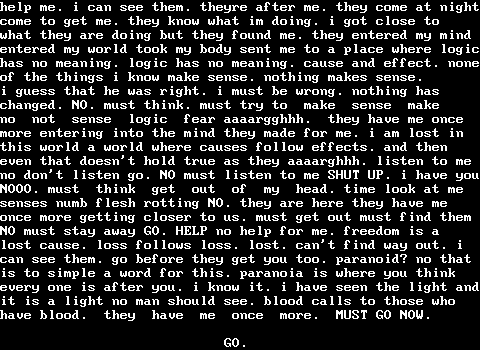 help me. i can see them. theyre after me. they come at night
come to get me. they know what im doing. i got close to
what they are doing but they found me. they entered my mind
entered my world took my body sent me to a place where logic
has no meaning. logic has no meaning. cause and effect. none
of the things i know make sense. nothing makes sense.
i guess that he was right. i must be wrong. nothing has
changed. NO. must think. must try to make sense make
no not sense logic fear aaaargghhh. they have me once
more entering into the mind they made for me. i am lost in
this world a world where causes follow effects. and then
even that doesn't hold true as they aaaarghhh. listen to me
no don't listen go. NO must listen to me SHUT UP. i have you
NOOO. must think get out of my head. time look at me
senses numb flesh rotting NO. they are here they have me
once more getting closer to us. must get out must find them
NO must stay away GO. HELP no help for me. freedom is a
lost cause. loss follows loss. lost. can't find way out. i
can see them. go before they get you too. paranoid? no that
is to simple a word for this. paranoia is where you think
every one is after you. i know it. i have seen the light and
it is a light no man should see. blood calls to those who
have blood. they have me once more. MUST GO NOW.
GO.